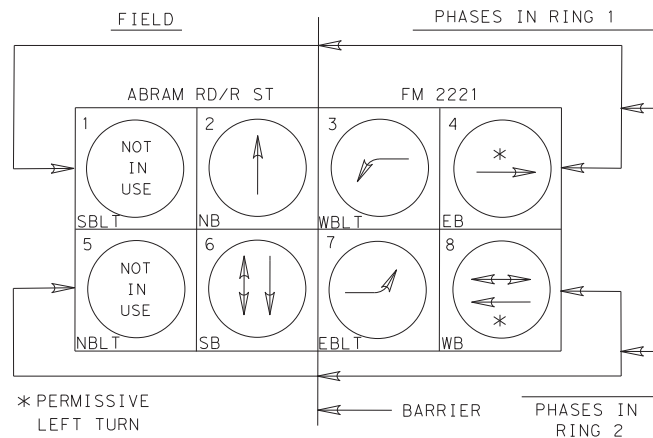 FIELD
PHASES IN RING 1
ABRAM RD/R ST
FM 2221
1
NOT
IN
USE
SBLT
2
NB
3
WBLT
4
*
EB
5
NOT
IN
USE
NBLT
6
SB
7
EBLT
8
*
WB
* PERMISSIVE
LEFT TURN
BARRIER
PHASES IN
RING 2